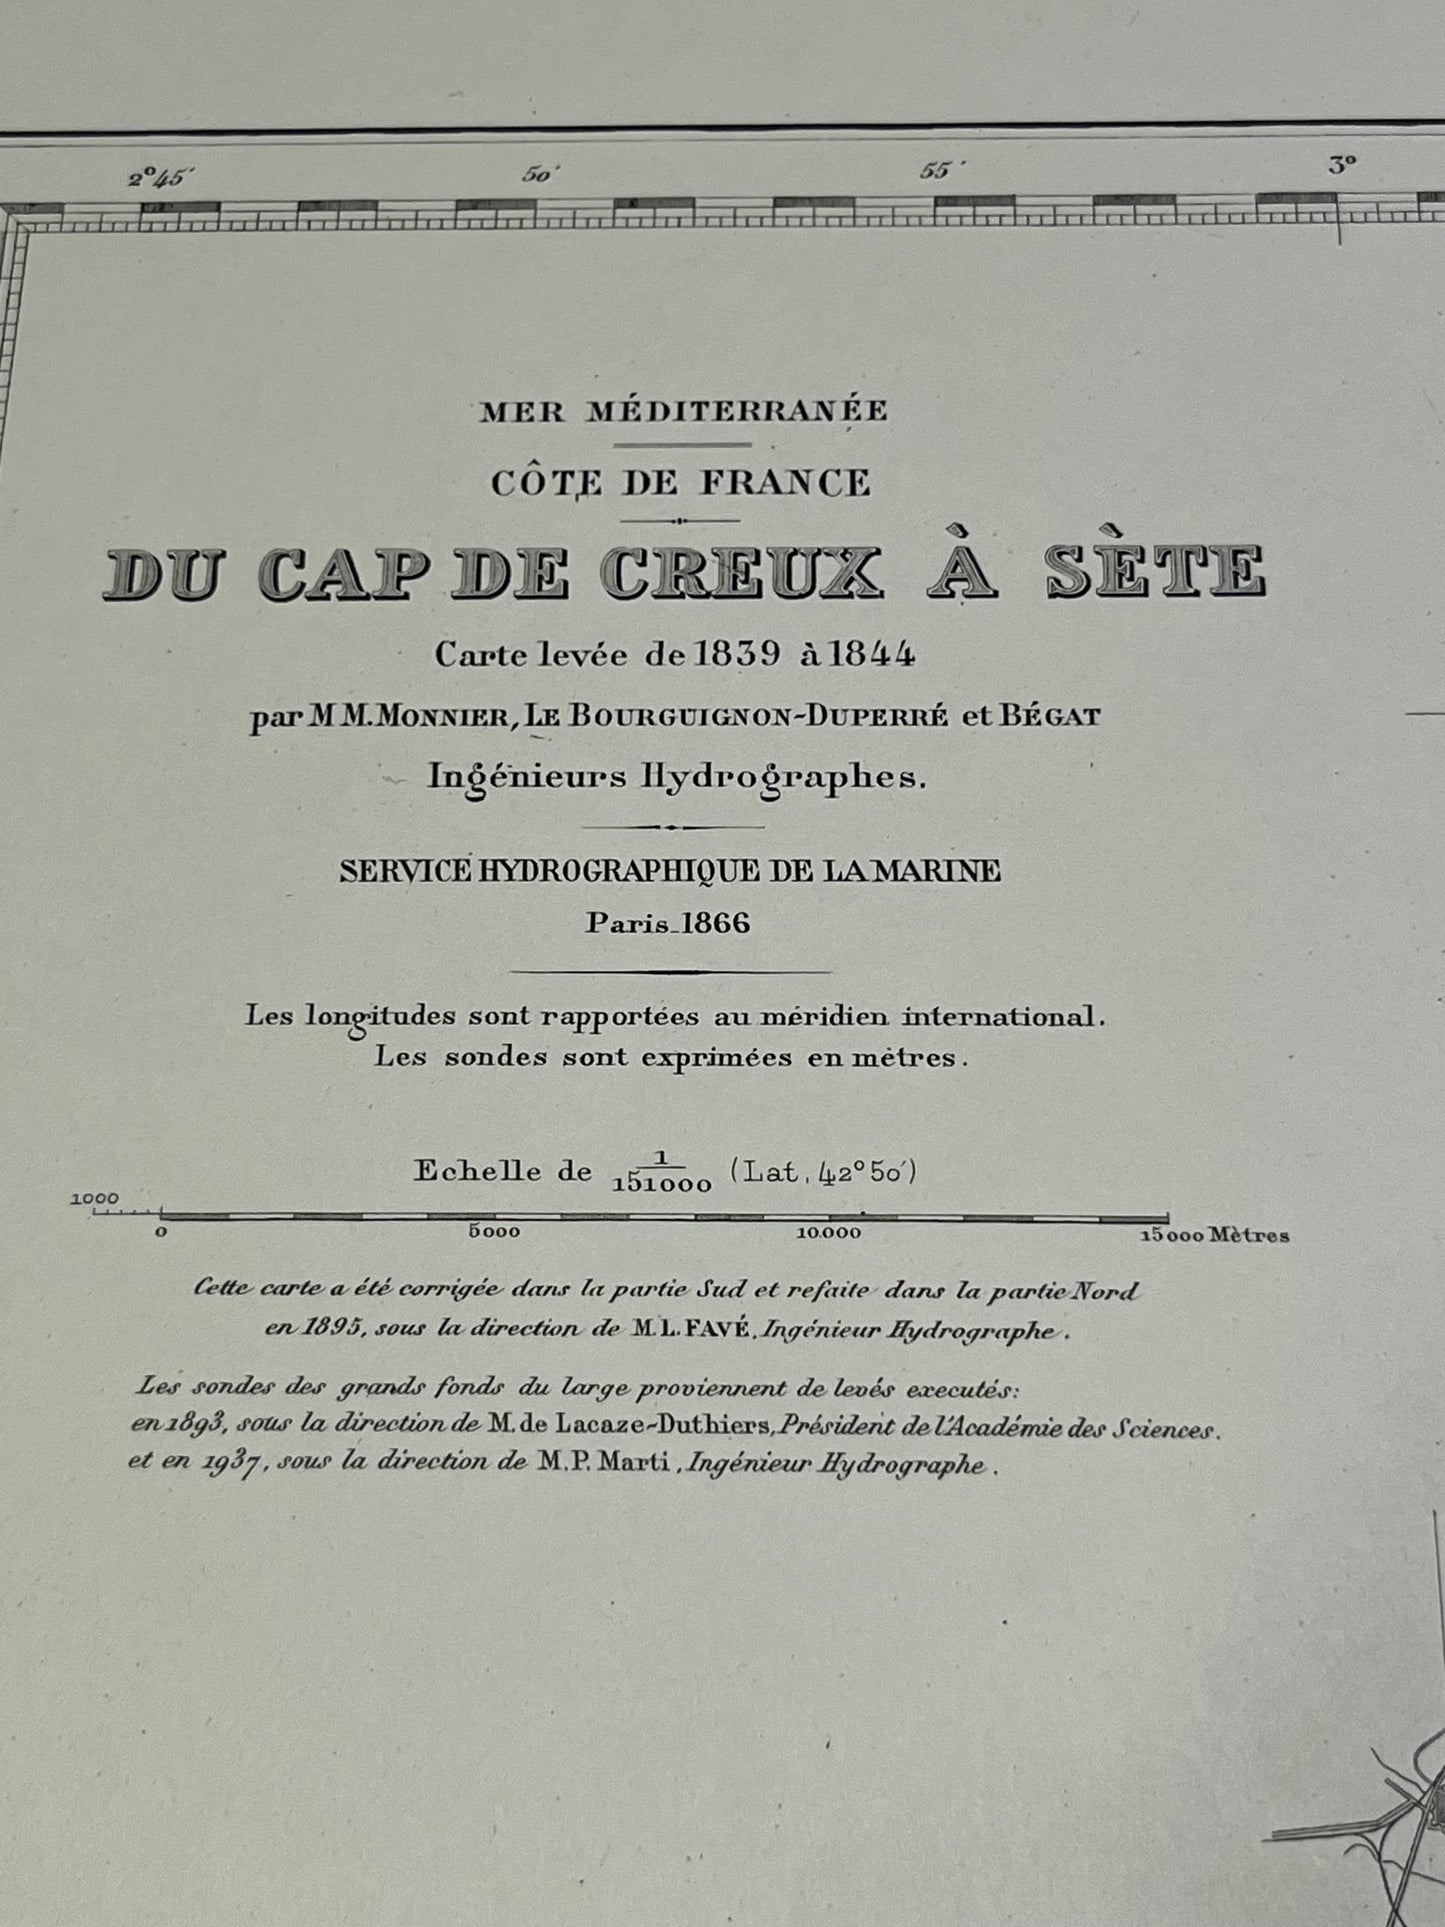 2°45′ 50′ 55′ 3°
MER MÉDITERRANÉE
CÔTE DE FRANCE
DU CAP DE CREUX À SÈTE
Carte levée de 1839 à 1844
par MM. MONNIER, LE BOURGUIGNON-DUPERRÉ et BÉGAT
Ingénieurs Hydrographes.
SERVICE HYDROGRAPHIQUE DE LA MARINE
Paris_1866
Les longitudes sont rapportées au méridien international.
Les sondes sont exprimées en mètres.
Echelle de 1/151000 (Lat. 42° 50′)
1000
0 5000 10.000 15000 Mètres
Cette carte a été corrigée dans la partie Sud et refaite dans la partie Nord
en 1895, sous la direction de M. L. FAVÉ, Ingénieur Hydrographe.
Les sondes des grands fonds du large proviennent de levés executés:
en 1893, sous la direction de M. de Lacaze-Duthiers, Président de l'Académie des Sciences.
et en 1937, sous la direction de M. P. Marti, Ingénieur Hydrographe.